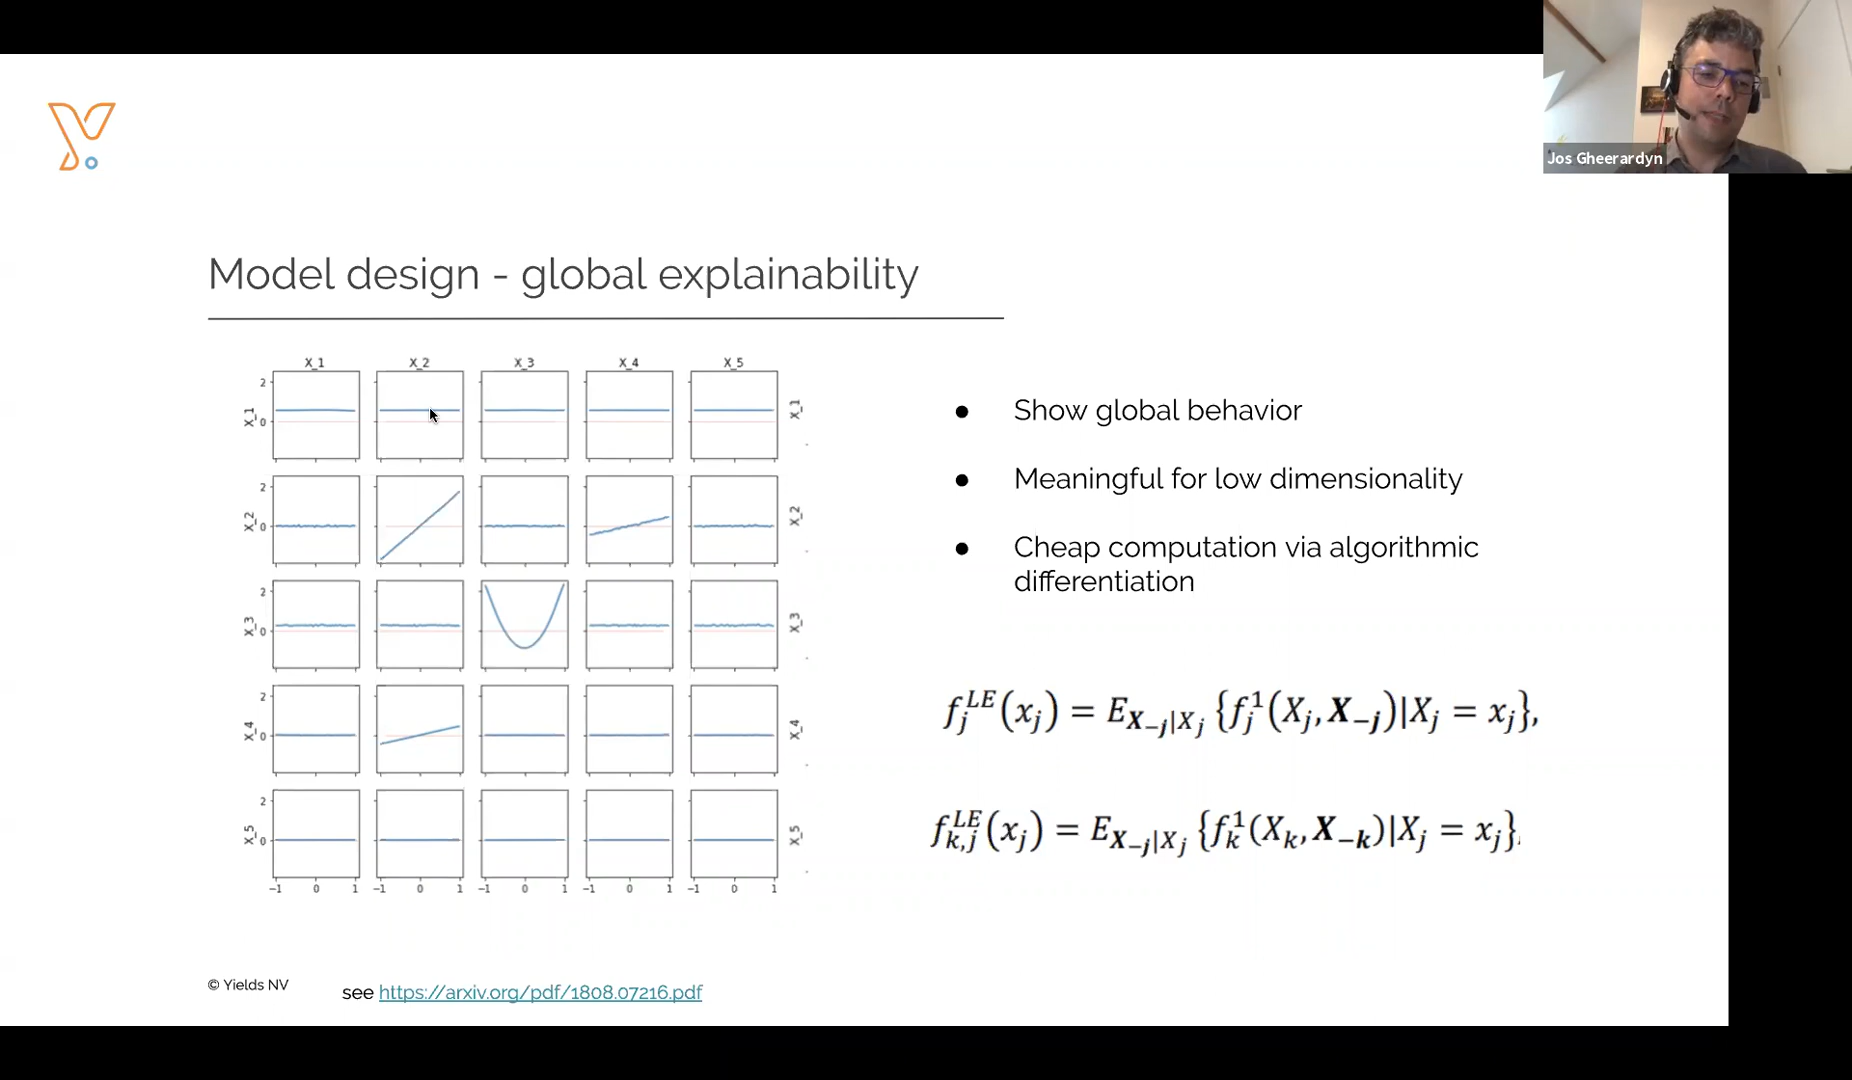 Jos Gheerardyn
Model design - global explainability
X_1 X_2 X_3 X_4 X_5
2
0
X_1
X_1
2
0
X_2
X_2
2
0
X_3
X_3
2
0
X_4
X_4
2
0
X_5
X_5
−1 0 1 −1 0 1 −1 0 1 −1 0 1 −1 0 1
● Show global behavior
● Meaningful for low dimensionality
● Cheap computation via algorithmic
differentiation
f_j^{LE}(x_j) = E_{X_{−j}|X_j} {f_j^1(X_j, X_{−j})|X_j = x_j},
f_{k,j}^{LE}(x_j) = E_{X_{−j}|X_j} {f_k^1(X_k, X_{−k})|X_j = x_j},
© Yields NV
see https://arxiv.org/pdf/1808.07216.pdf